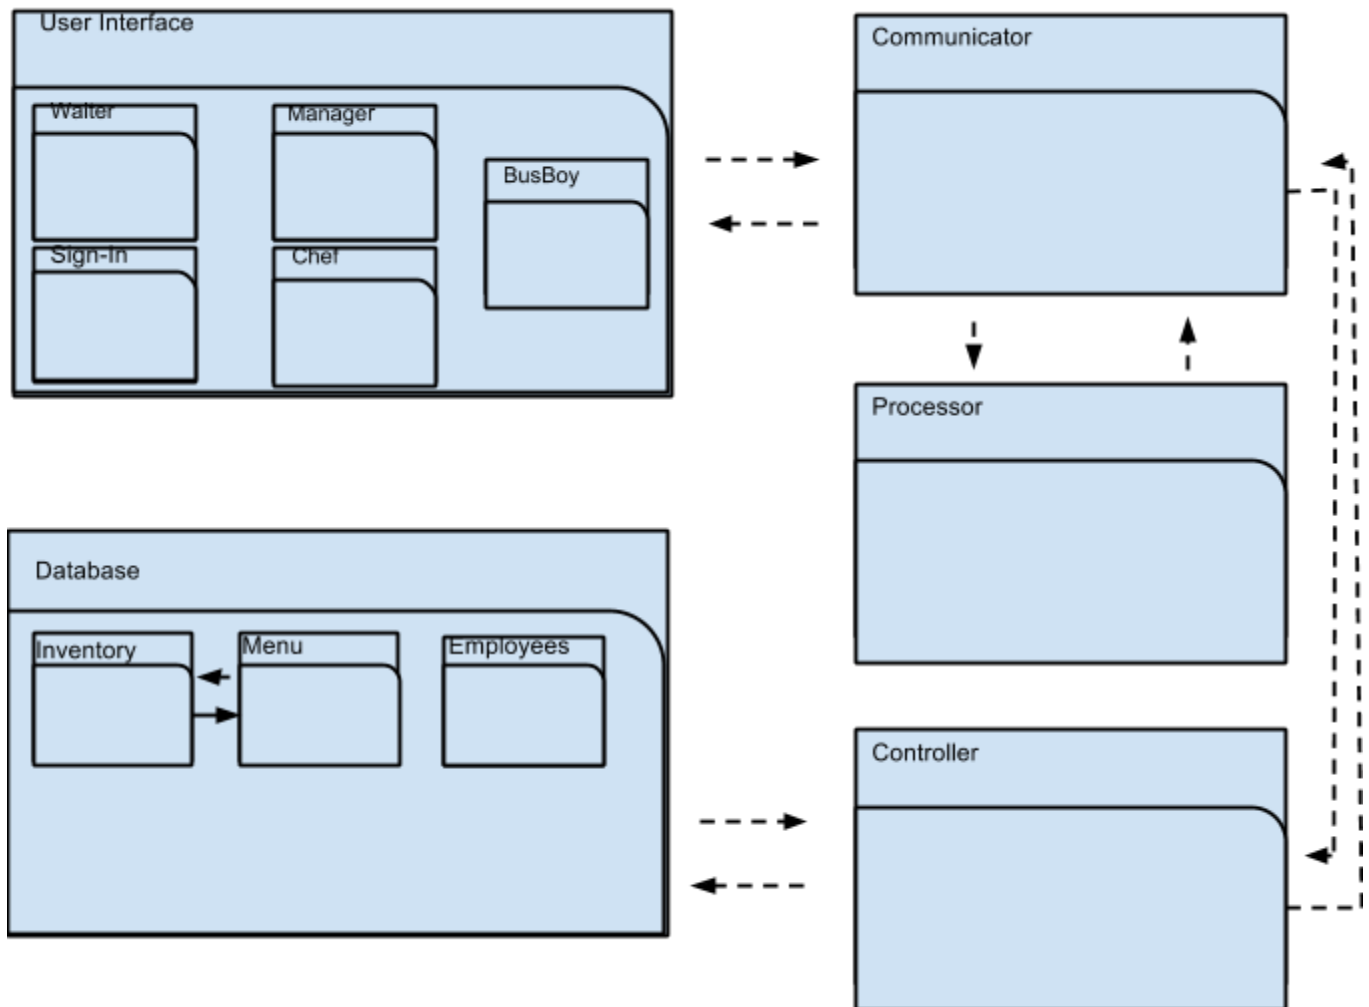 User Interface
Waiter
Manager
BusBoy
Sign-In
Chef
Communicator
Processor
Database
Inventory
Menu
Employees
Controller